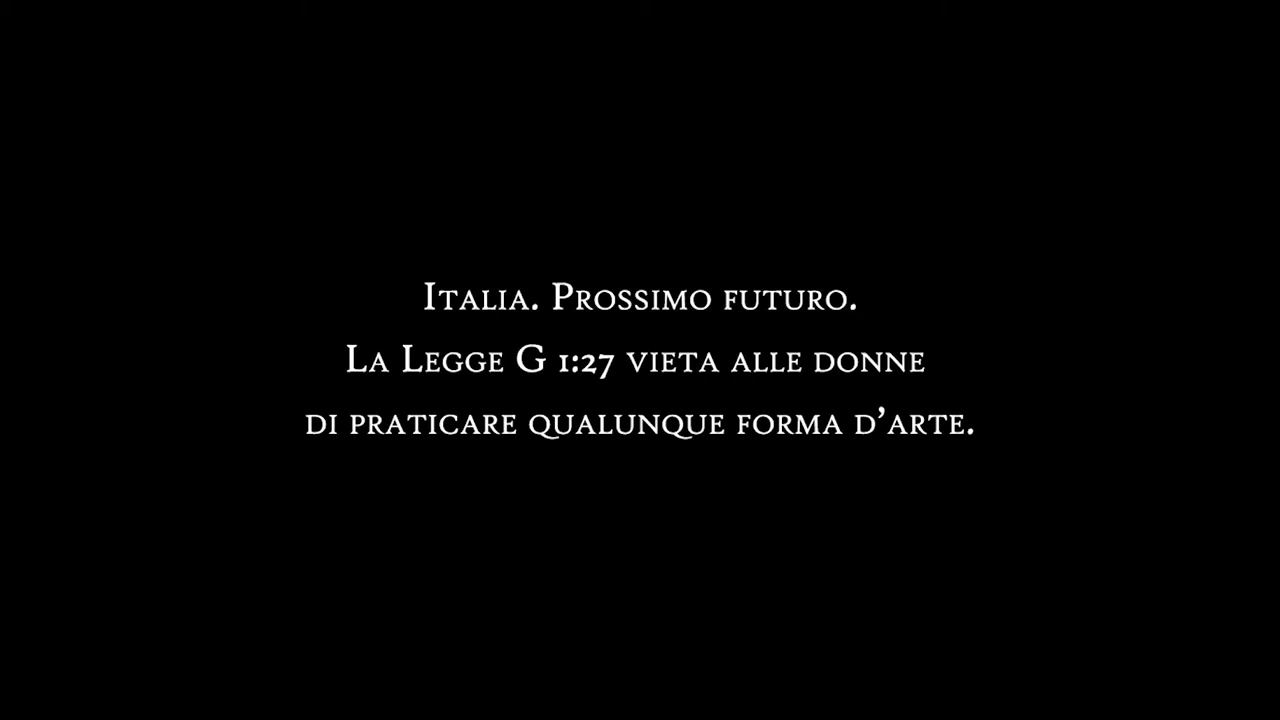 Italia. Prossimo futuro.
La Legge G 1:27 vieta alle donne
di praticare qualunque forma d’arte.